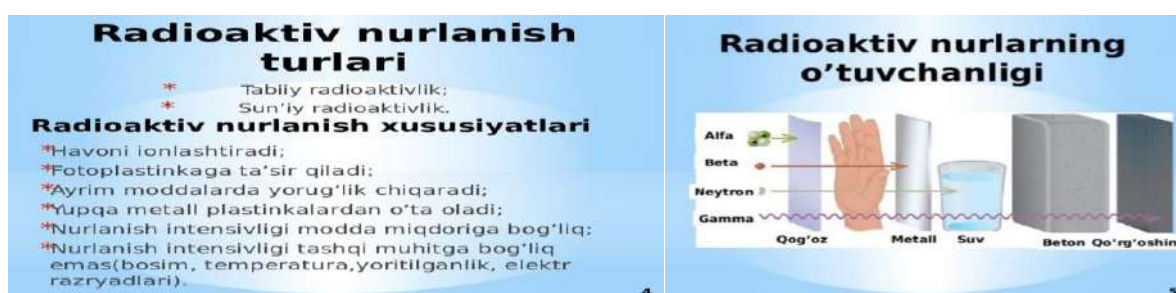 Radioaktiv nurlanish
turlari
* Tabiiy radioaktivlik;
* Sun'iy radioaktivlik.
Radioaktiv nurlanish xususiyatlari
*Havoni ionlashtiradi;
*Fotoplastinkaga ta'sir qiladi;
*Ayrim moddalarda yorug'lik chiqaradi;
*Yupqa metall plastinkalardan o'ta oladi;
*Nurlanish intensivligi modda miqdoriga bog'liq;
*Nurlanish intensivligi tashqi muhitga bog'liq
emas(bosim, temperatura,yoritilganlik, elektr
razryadlari).
Radioaktiv nurlarning
o'tuvchanligi
Alfa
Beta
Neytron
Gamma
Qog'oz Metall Suv Beton Qo'rg'oshin